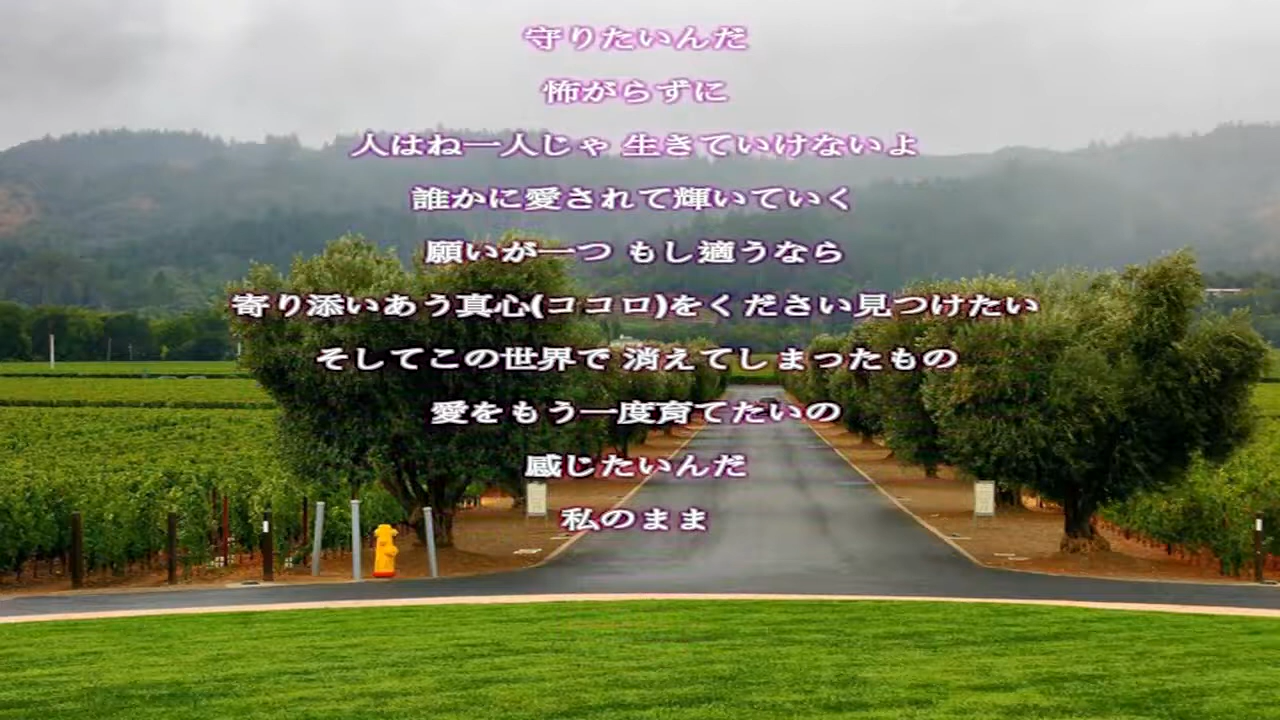 守りたいんだ
怖がらずに
人はね一人じゃ 生きていけないよ
誰かに愛されて輝いていく
願いが一つ もし適うなら
寄り添いあう真心(ココロ)をください見つけたい
そしてこの世界で 消えてしまったもの
愛をもう一度育てたいの
感じたいんだ
私のまま